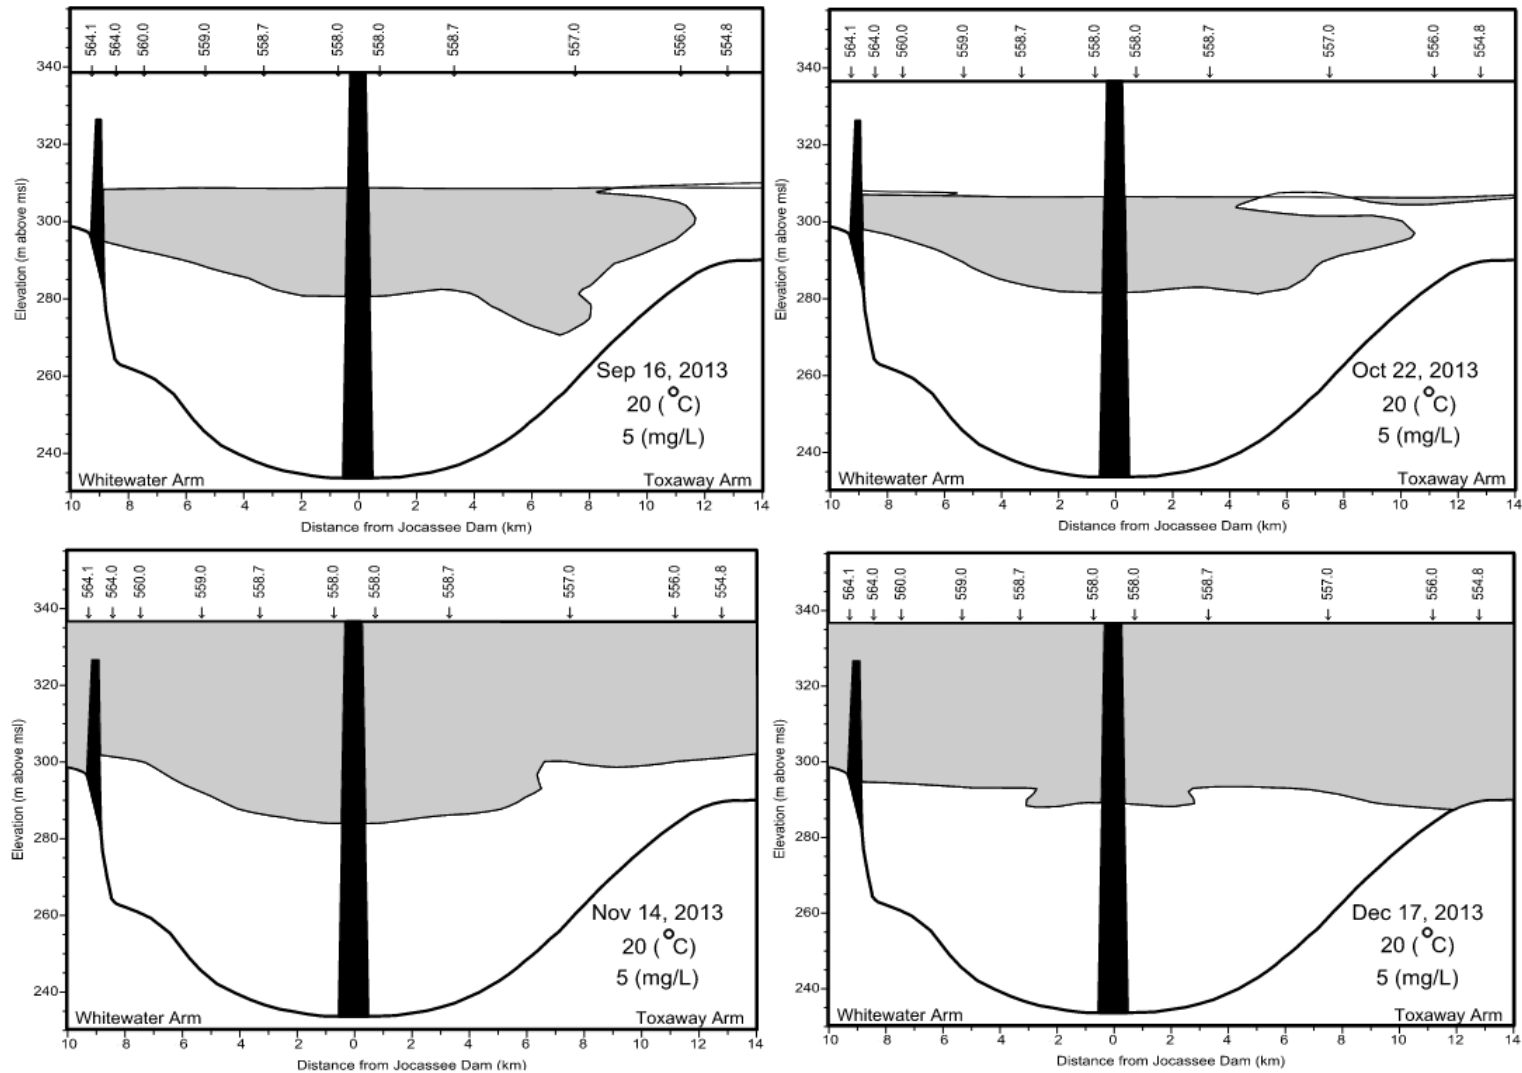 564.1 564.0 560.0 559.0 558.7 558.0 558.0 558.7 557.0 556.0 554.8
340
320
300
280
260
240
Elevation (m above msl)
Sep 16, 2013
20 (°C)
5 (mg/L)
Whitewater Arm Toxaway Arm
10 8 6 4 2 0 2 4 6 8 10 12 14
Distance from Jocassee Dam (km)
564.1 564.0 560.0 559.0 558.7 558.0 558.0 558.7 557.0 556.0 554.8
340
320
300
280
260
240
Elevation (m above msl)
Oct 22, 2013
20 (°C)
5 (mg/L)
Whitewater Arm Toxaway Arm
10 8 6 4 2 0 2 4 6 8 10 12 14
Distance from Jocassee Dam (km)
564.1 564.0 560.0 559.0 558.7 558.0 558.0 558.7 557.0 556.0 554.8
340
320
300
280
260
240
Elevation (m above msl)
Nov 14, 2013
20 (°C)
5 (mg/L)
Whitewater Arm Toxaway Arm
10 8 6 4 2 0 2 4 6 8 10 12 14
Distance from Jocassee Dam (km)
564.1 564.0 560.0 559.0 558.7 558.0 558.0 558.7 557.0 556.0 554.8
340
320
300
280
260
240
Elevation (m above msl)
Dec 17, 2013
20 (°C)
5 (mg/L)
Whitewater Arm Toxaway Arm
10 8 6 4 2 0 2 4 6 8 10 12 14
Distance from Jocassee Dam (km)